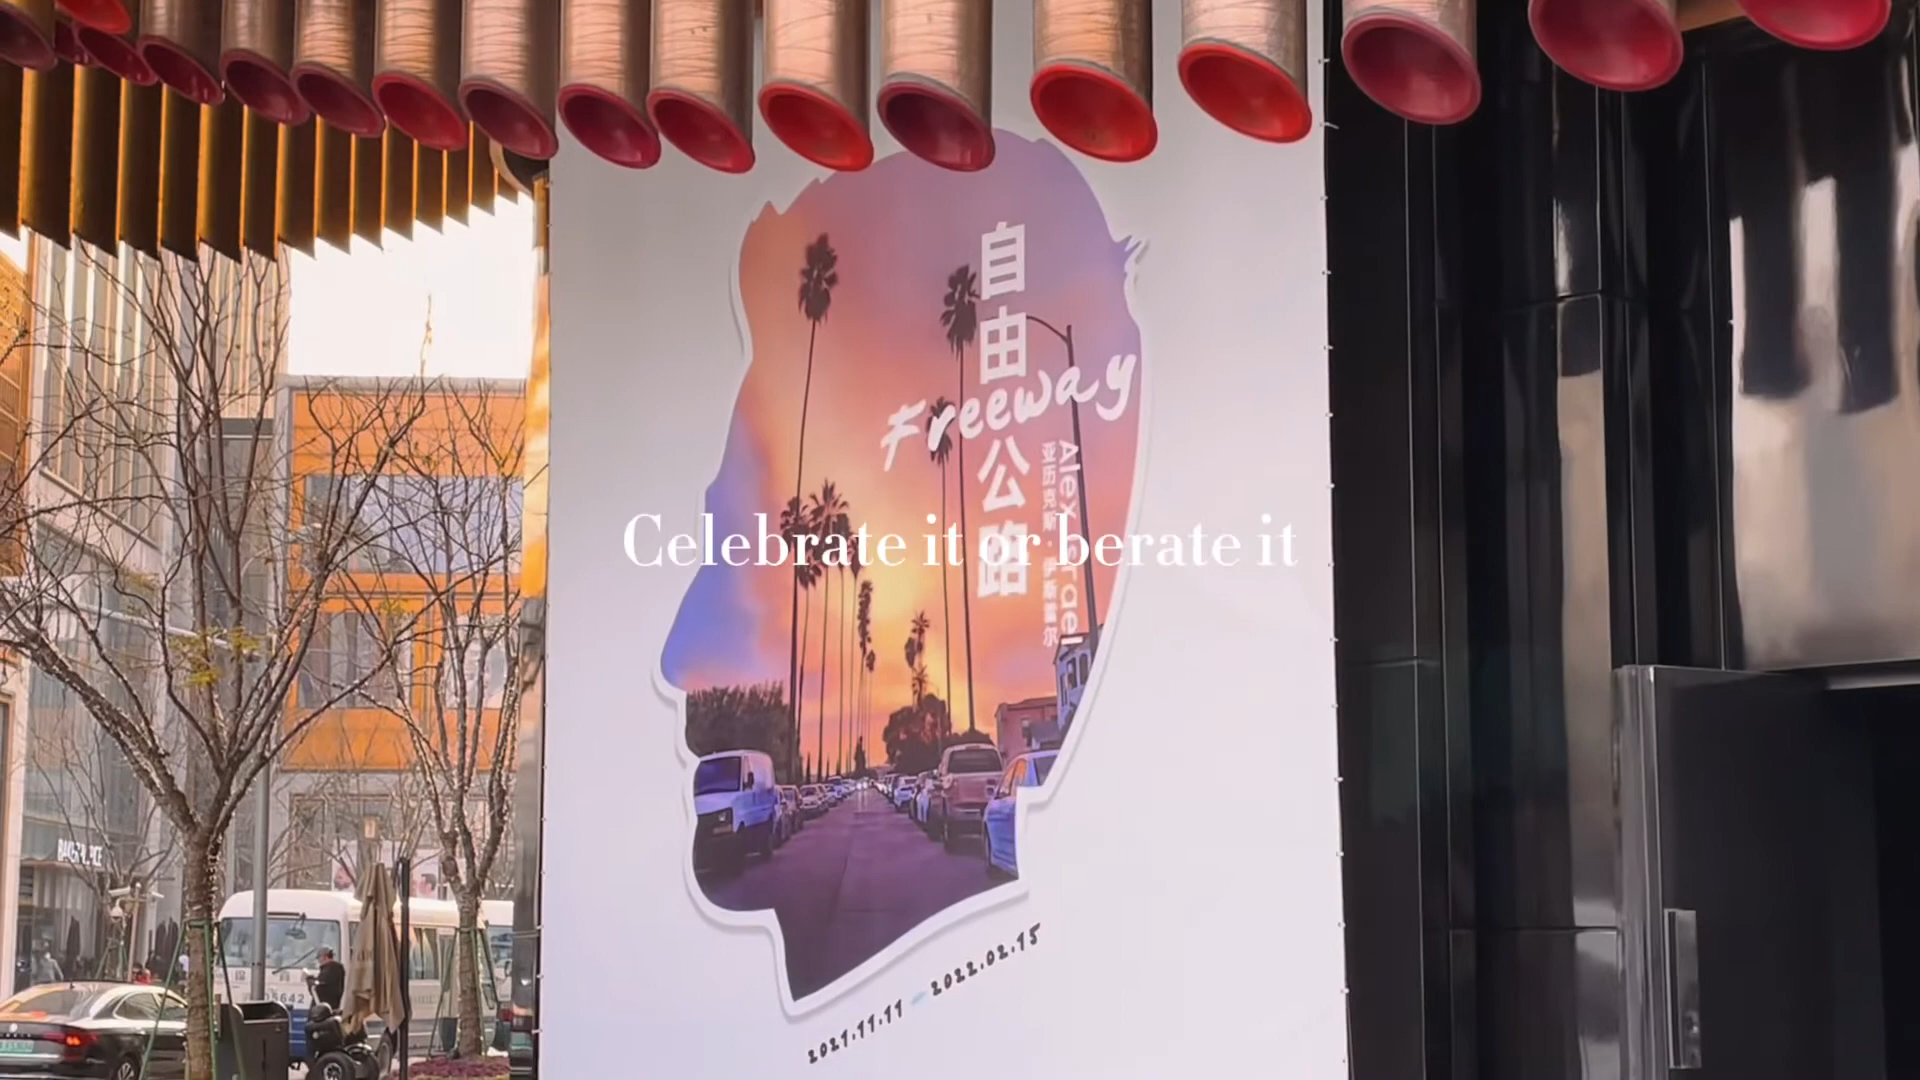 自由公路
Freeway
Alex Israel
亚历克斯·伊斯雷尔
Celebrate it or berate it
2021.11.11 – 2022.02.15